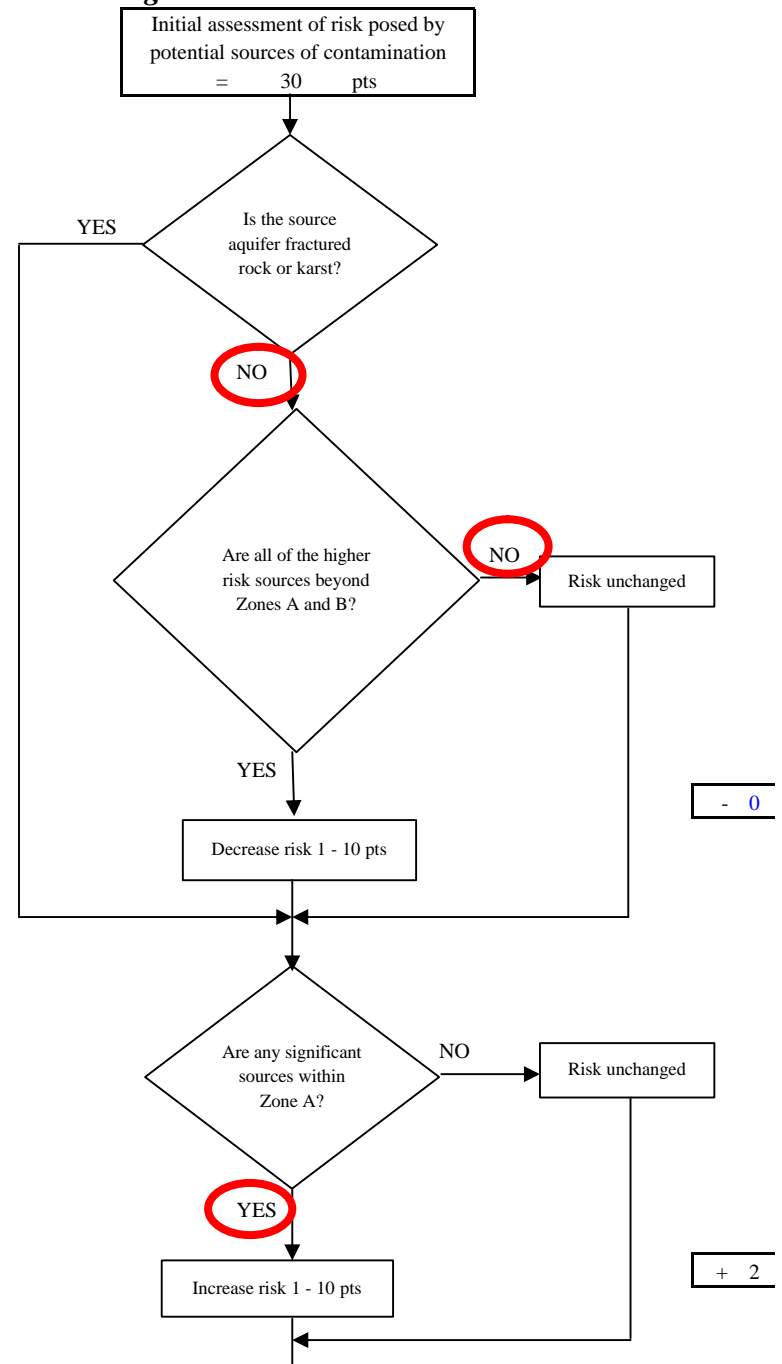 Initial assessment of risk posed by
potential sources of contamination
= 30 pts
YES
Is the source
aquifer fractured
rock or karst?
NO
Are all of the higher
risk sources beyond
Zones A and B?
NO
Risk unchanged
YES
- 0
Decrease risk 1 - 10 pts
Are any significant
sources within
Zone A?
NO
Risk unchanged
YES
Increase risk 1 - 10 pts
+ 2